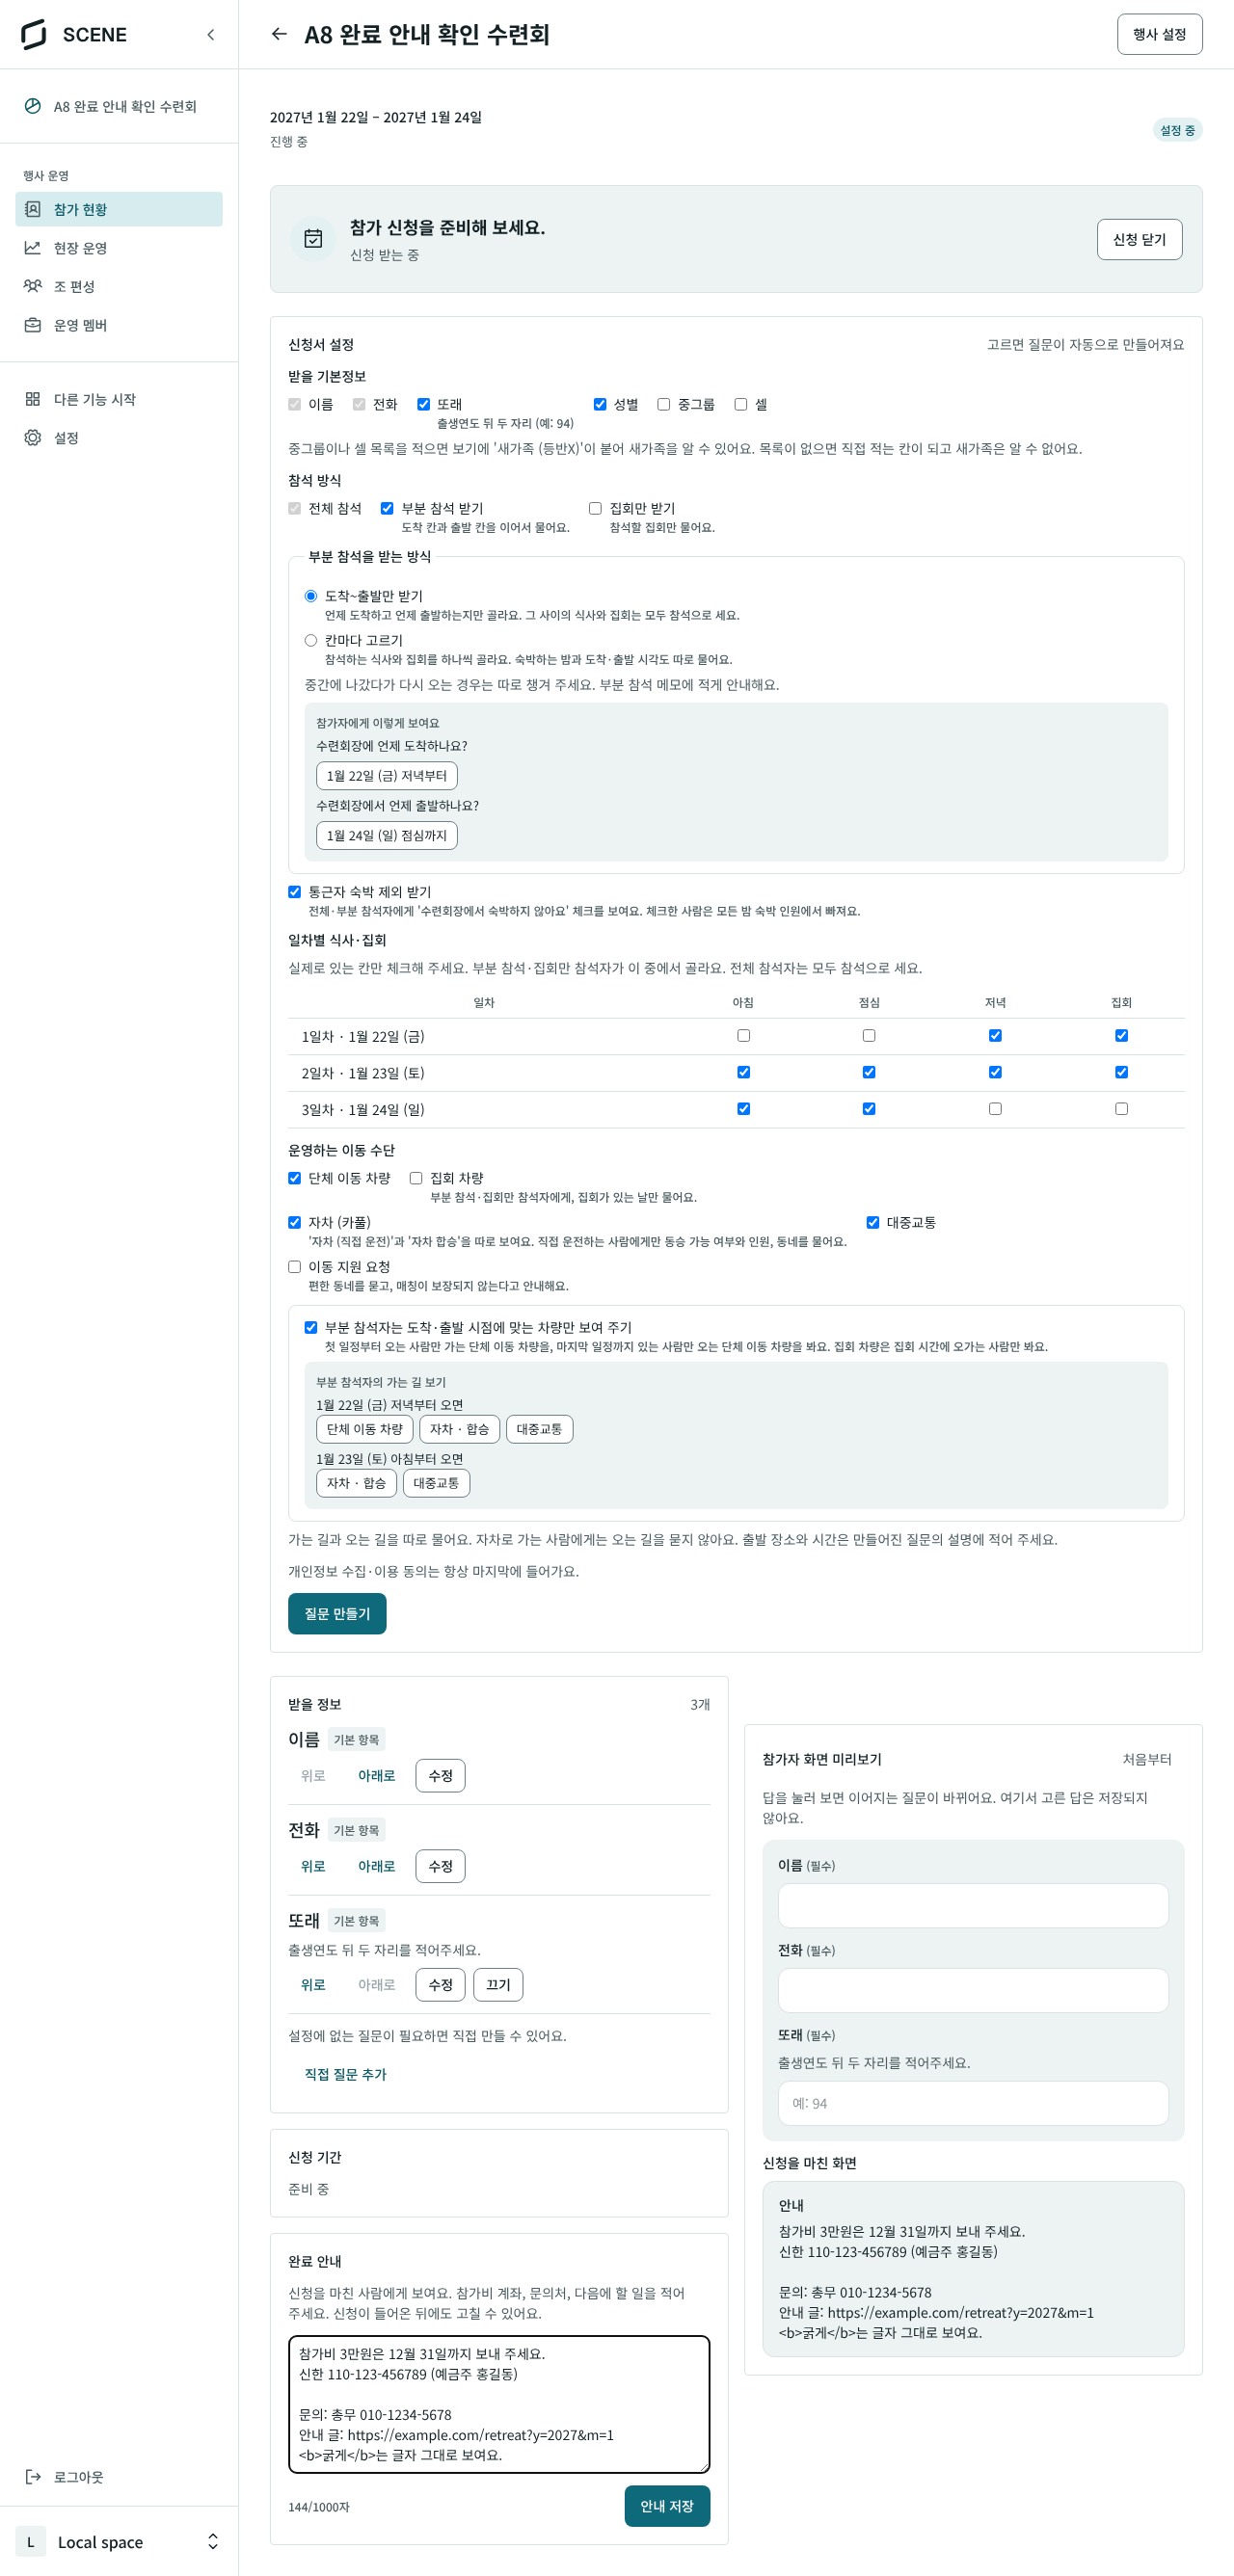 SCENE
A8 완료 안내 확인 수련회
행사 운영
참가 현황
현장 운영
조 편성
운영 멤버
다른 기능 시작
설정
로그아웃
L
Local space
A8 완료 안내 확인 수련회
행사 설정
2027년 1월 22일 – 2027년 1월 24일
진행 중
설정 중
참가 신청을 준비해 보세요.
신청 받는 중
신청 닫기
신청서 설정
고르면 질문이 자동으로 만들어져요
받을 기본정보
이름 전화 또래 성별 중그룹 셀
출생연도 뒤 두 자리 (예: 94)
중그룹이나 셀 목록을 적으면 보기에 '새가족 (등반X)'이 붙어 새가족을 알 수 있어요. 목록이 없으면 직접 적는 칸이 되고 새가족은 알 수 없어요.
참석 방식
전체 참석 부분 참석 받기 집회만 받기
도착 칸과 출발 칸을 이어서 물어요. 참석할 집회만 물어요.
부분 참석을 받는 방식
도착~출발만 받기
언제 도착하고 언제 출발하는지만 골라요. 그 사이의 식사와 집회는 모두 참석으로 세요.
칸마다 고르기
참석하는 식사와 집회를 하나씩 골라요. 숙박하는 밤과 도착·출발 시각도 따로 물어요.
중간에 나갔다가 다시 오는 경우는 따로 챙겨 주세요. 부분 참석 메모에 적게 안내해요.
참가자에게 이렇게 보여요
수련회장에 언제 도착하나요?
1월 22일 (금) 저녁부터
수련회장에서 언제 출발하나요?
1월 24일 (일) 점심까지
통근자 숙박 제외 받기
전체·부분 참석자에게 '수련회장에서 숙박하지 않아요' 체크를 보여요. 체크한 사람은 모든 밤 숙박 인원에서 빠져요.
일차별 식사·집회
실제로 있는 칸만 체크해 주세요. 부분 참석·집회만 참석자가 이 중에서 골라요. 전체 참석자는 모두 참석으로 세요.
일차 아침 점심 저녁 집회
1일차 · 1월 22일 (금)
2일차 · 1월 23일 (토)
3일차 · 1월 24일 (일)
운영하는 이동 수단
단체 이동 차량 집회 차량
부분 참석·집회만 참석자에게, 집회가 있는 날만 물어요.
자차 (카풀) 대중교통
'자차 (직접 운전)'과 '자차 합승'을 따로 보여요. 직접 운전하는 사람에게만 동승 가능 여부와 인원, 동네를 물어요.
이동 지원 요청
편한 동네를 묻고, 매칭이 보장되지 않는다고 안내해요.
부분 참석자는 도착·출발 시점에 맞는 차량만 보여 주기
첫 일정부터 오는 사람만 가는 단체 이동 차량을, 마지막 일정까지 있는 사람만 오는 단체 이동 차량을 봐요. 집회 차량은 집회 시간에 오가는 사람만 봐요.
부분 참석자의 가는 길 보기
1월 22일 (금) 저녁부터 오면
단체 이동 차량 자차 · 합승 대중교통
1월 23일 (토) 아침부터 오면
자차 · 합승 대중교통
가는 길과 오는 길을 따로 물어요. 자차로 가는 사람에게는 오는 길을 묻지 않아요. 출발 장소와 시간은 만들어진 질문의 설명에 적어 주세요.
개인정보 수집·이용 동의는 항상 마지막에 들어가요.
질문 만들기
받을 정보 3개
이름 기본 항목
위로 아래로 수정
전화 기본 항목
위로 아래로 수정
또래 기본 항목
출생연도 뒤 두 자리를 적어주세요.
위로 아래로 수정 끄기
설정에 없는 질문이 필요하면 직접 만들 수 있어요.
직접 질문 추가
신청 기간
준비 중
완료 안내
신청을 마친 사람에게 보여요. 참가비 계좌, 문의처, 다음에 할 일을 적어
주세요. 신청이 들어온 뒤에도 고칠 수 있어요.
참가비 3만원은 12월 31일까지 보내 주세요.
신한 110-123-456789 (예금주 홍길동)
문의: 총무 010-1234-5678
안내 글: https://example.com/retreat?y=2027&m=1
<b>굵게</b>는 글자 그대로 보여요.
144/1000자
안내 저장
참가자 화면 미리보기
처음부터
답을 눌러 보면 이어지는 질문이 바뀌어요. 여기서 고른 답은 저장되지
않아요.
이름 (필수)
전화 (필수)
또래 (필수)
출생연도 뒤 두 자리를 적어주세요.
예: 94
신청을 마친 화면
안내
참가비 3만원은 12월 31일까지 보내 주세요.
신한 110-123-456789 (예금주 홍길동)
문의: 총무 010-1234-5678
안내 글: https://example.com/retreat?y=2027&m=1
<b>굵게</b>는 글자 그대로 보여요.